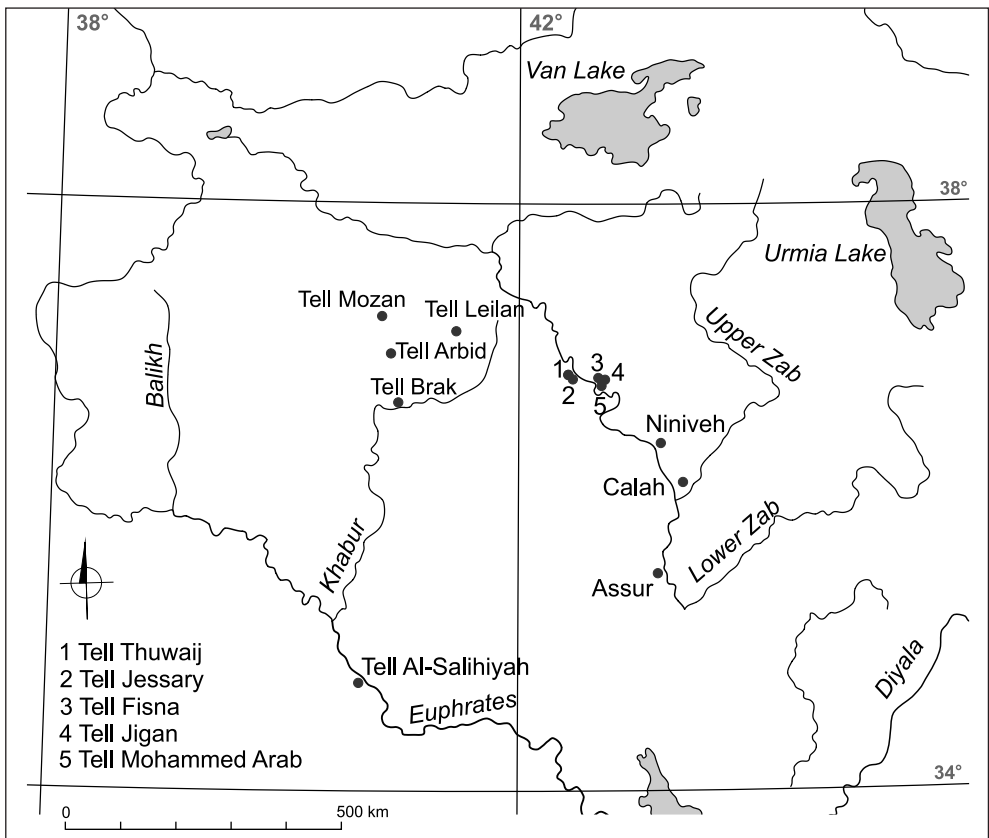 38°
42°
Van Lake
38°
Urmia Lake
Tell Mozan
Tell Leilan
Upper Zab
Tell Arbid
Balikh
1
3
4
Tell Brak
2
5
Niniveh
Calah
Khabur
Lower Zab
Assur
1 Tell Thuwaij
2 Tell Jessary
3 Tell Fisna
4 Tell Jigan
5 Tell Mohammed Arab
Tell Al-Salihiyah
Diyala
Euphrates
34°
0
500 km